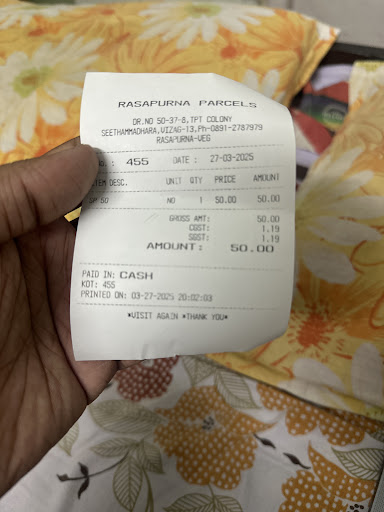 RASAPURNA PARCELS
DR.NO 50-37-8,TPT COLONY
SEETHAMMADHARA,VIZAG-13,Ph-0891-2787979
RASAPURNA-VEG
: 455 DATE : 27-03-2025
DESC. UNIT QTY PRICE AMOUNT
50 NO 1 50.00 50.00
GROSS AMT: 50.00
CGST: 1.19
SGST: 1.19
AMOUNT: 50.00
PAID IN: CASH
KOT: 455
PRINTED ON: 03-27-2025 20:02:03
*VISIT AGAIN *THANK YOU*